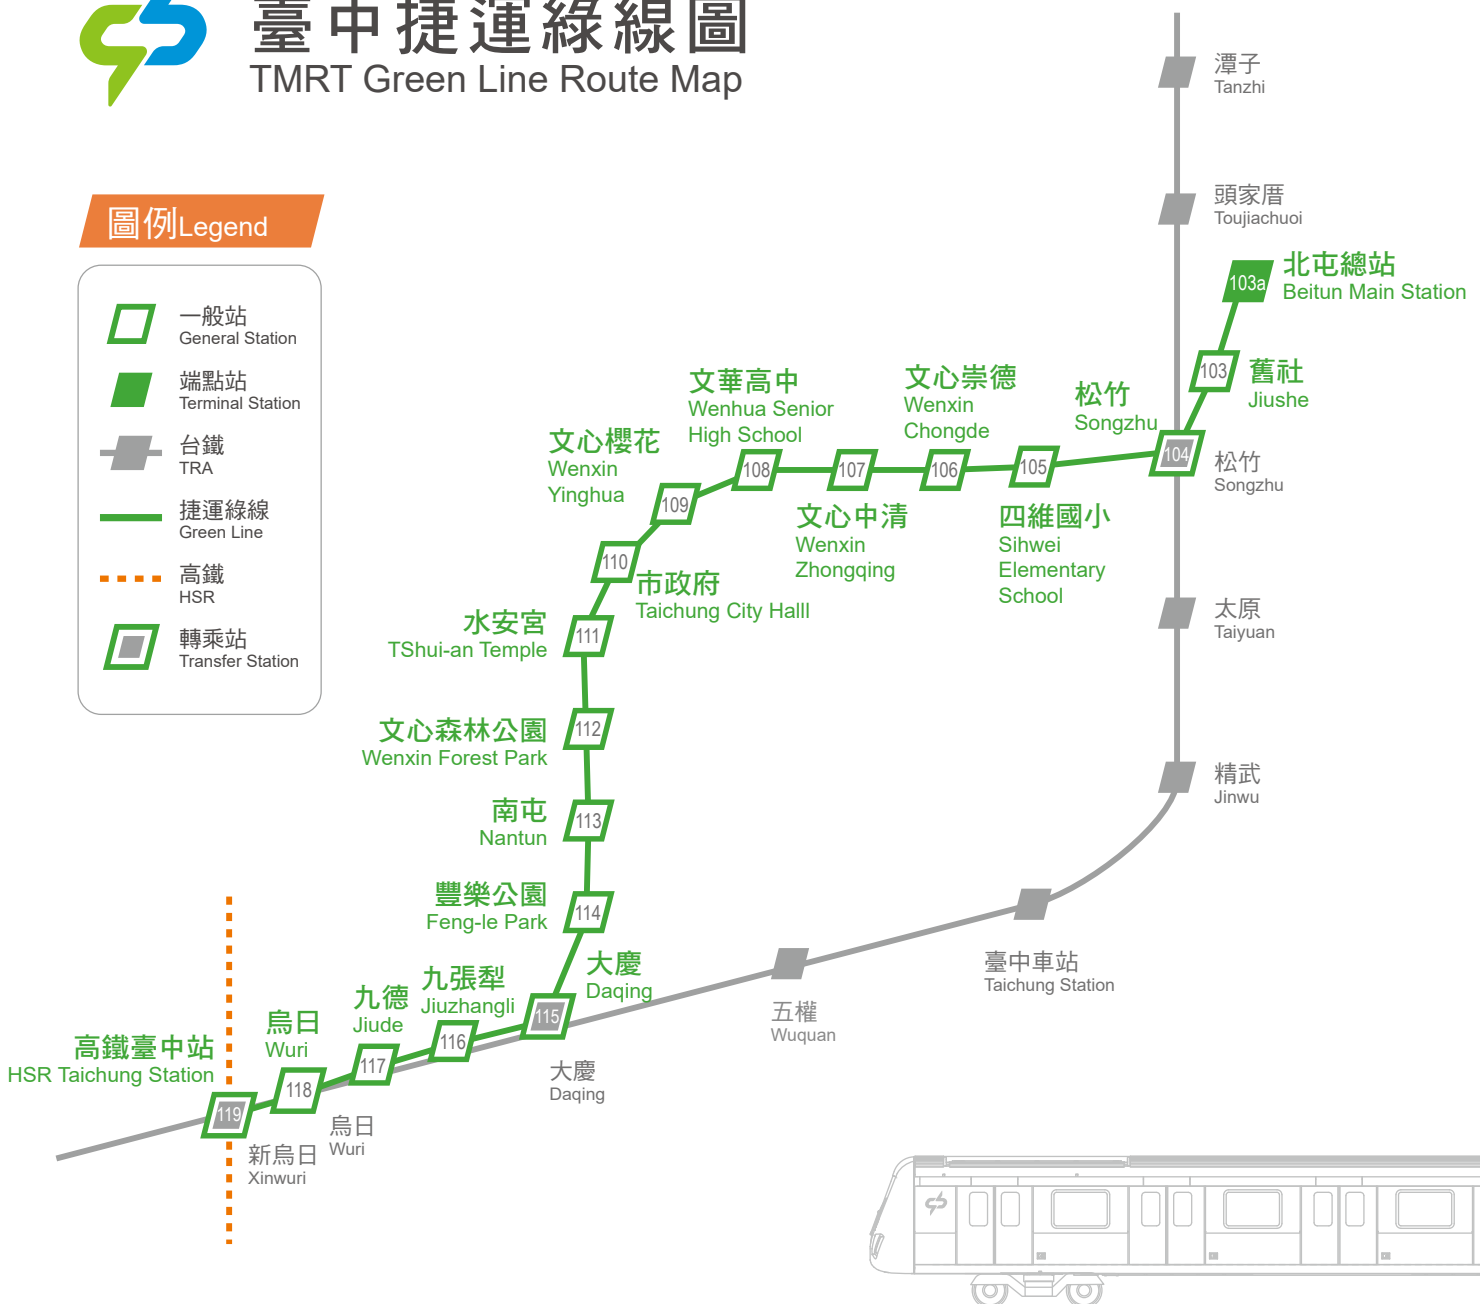 臺中捷運綠線圖
TMRT Green Line Route Map
圖例Legend
一般站
General Station
端點站
Terminal Station
台鐵
TRA
捷運綠線
Green Line
高鐵
HSR
轉乘站
Transfer Station
潭子
Tanzhi
頭家厝
Toujiachuoi
103a
北屯總站
Beitun Main Station
103
舊社
Jiushe
松竹
Songzhu
104
松竹
Songzhu
文心崇德
Wenxin
Chongde
106
105
四維國小
Sihwei
Elementary
School
文華高中
Wenhua Senior
High School
108
107
文心中清
Wenxin
Zhongqing
文心櫻花
Wenxin
Yinghua
109
110
市政府
Taichung City Halll
水安宮
TShui-an Temple
111
文心森林公園
Wenxin Forest Park
112
南屯
Nantun
113
豐樂公園
Feng-le Park
114
大慶
Daqing
115
大慶
Daqing
九張犁
Jiuzhangli
116
九德
Jiude
117
烏日
Wuri
118
烏日
Wuri
高鐵臺中站
HSR Taichung Station
119
新烏日
Xinwuri
太原
Taiyuan
精武
Jinwu
臺中車站
Taichung Station
五權
Wuquan